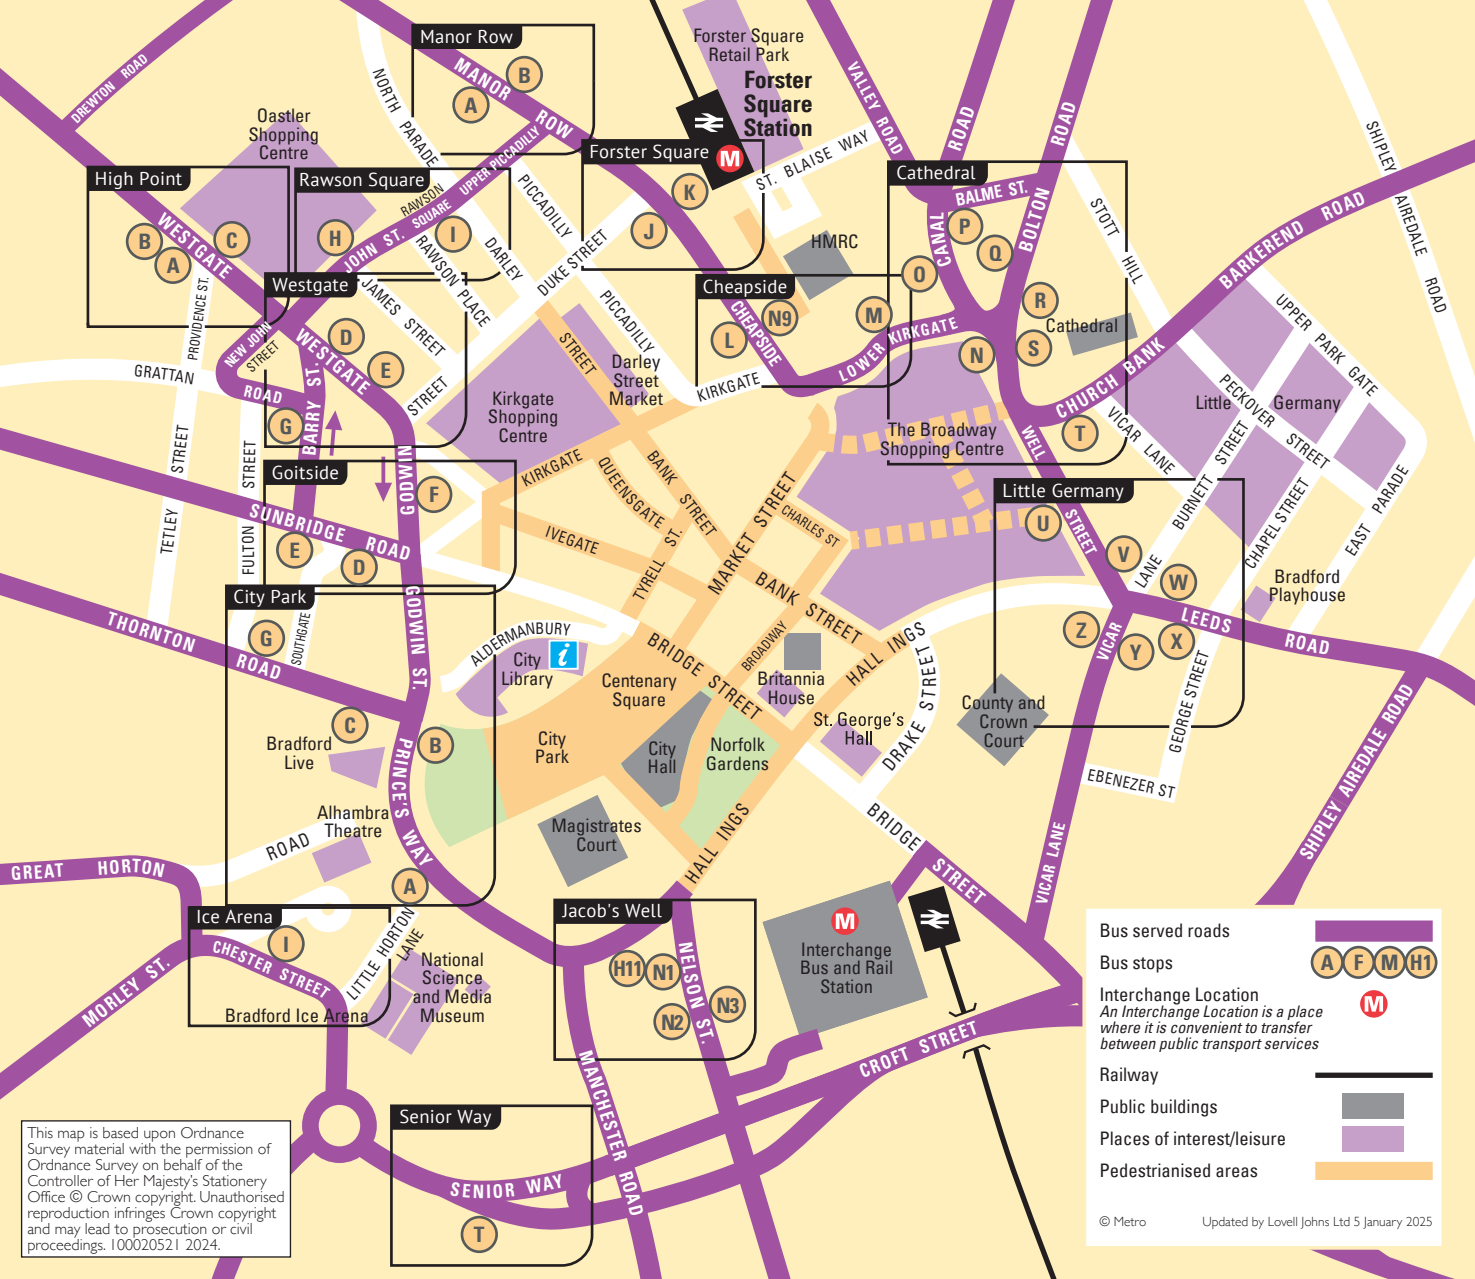 Manor Row
MANOR ROW
A
B
DREWTON ROAD
NORTH PARADE
Oastler
Shopping
Centre
Forster Square
Retail Park
Forster
Square
Station
M
VALLEY ROAD
ST. BLAISE WAY
CANAL ROAD
BOLTON ROAD
SHIPLEY AIREDALE ROAD
High Point
WESTGATE
B
A
C
PROVIDENCE ST.
Rawson Square
RAWSON
JOHN ST. SQUARE UPPER PICCADILLY
H
I
RAWSON PLACE
DARLEY STREET
PICCADILLY
PICCADILLY
DUKE STREET
Forster Square
K
J
HMRC
Cathedral
BALME ST.
P
Q
O
R
S
N
T
Cathedral
STOTT HILL
BARKEREND ROAD
CHURCH BANK
UPPER PARK GATE
PECKOVER STREET
Little Germany
VICAR LANE
BURNETT STREET
CHAPEL STREET
EAST PARADE
Cheapside
CHEAPSIDE
N9
M
L
LOWER KIRKGATE
KIRKGATE
Westgate
JAMES STREET
NEW JOHN
STREET
WESTGATE
D
E
G
STREET
BARRY ST.
GRATTAN ROAD
TETLEY STREET
FULTON STREET
GODWIN ST.
Kirkgate
Shopping
Centre
Darley
Street
Market
The Broadway
Shopping Centre
KIRKGATE
QUEENSGATE
BANK STREET
IVEGATE
TYRELL ST.
MARKET STREET
CHARLES ST
BANK STREET
BROADWAY
HALL INGS
Goitside
SUNBRIDGE ROAD
F
E
D
Little Germany
WELL STREET
U
V
W
X
Y
Z
LANE
VICAR LANE
LEEDS ROAD
GEORGE STREET
EBENEZER ST
Bradford
Playhouse
County and
Crown
Court
City Park
THORNTON ROAD
SOUTHGATE
GODWIN ST.
G
C
B
A
Bradford
Live
Alhambra
Theatre
PRINCE'S WAY
ALDERMANBURY
City
Library
i
Centenary
Square
City
Park
City
Hall
Norfolk
Gardens
BRIDGE STREET
Britannia
House
St. George's
Hall
DRAKE STREET
Magistrates
Court
HALL INGS
BRIDGE STREET
SHIPLEY AIREDALE ROAD
GREAT HORTON ROAD
Ice Arena
I
CHESTER STREET
LITTLE HORTON
LANE
MORLEY ST.
Bradford Ice Arena
National
Science
and Media
Museum
Jacob's Well
H11
N1
N2
N3
NELSON ST.
MANCHESTER ROAD
M
Interchange
Bus and Rail
Station
CROFT STREET
Senior Way
SENIOR WAY
T
This map is based upon Ordnance
Survey material with the permission of
Ordnance Survey on behalf of the
Controller of Her Majesty's Stationery
Office © Crown copyright. Unauthorised
reproduction infringes Crown copyright
and may lead to prosecution or civil
proceedings. 100020521 2024.
Bus served roads
Bus stops
A F M H1
Interchange Location
M
An Interchange Location is a place
where it is convenient to transfer
between public transport services
Railway
Public buildings
Places of interest/leisure
Pedestrianised areas
© Metro
Updated by Lovell Johns Ltd 5 January 2025